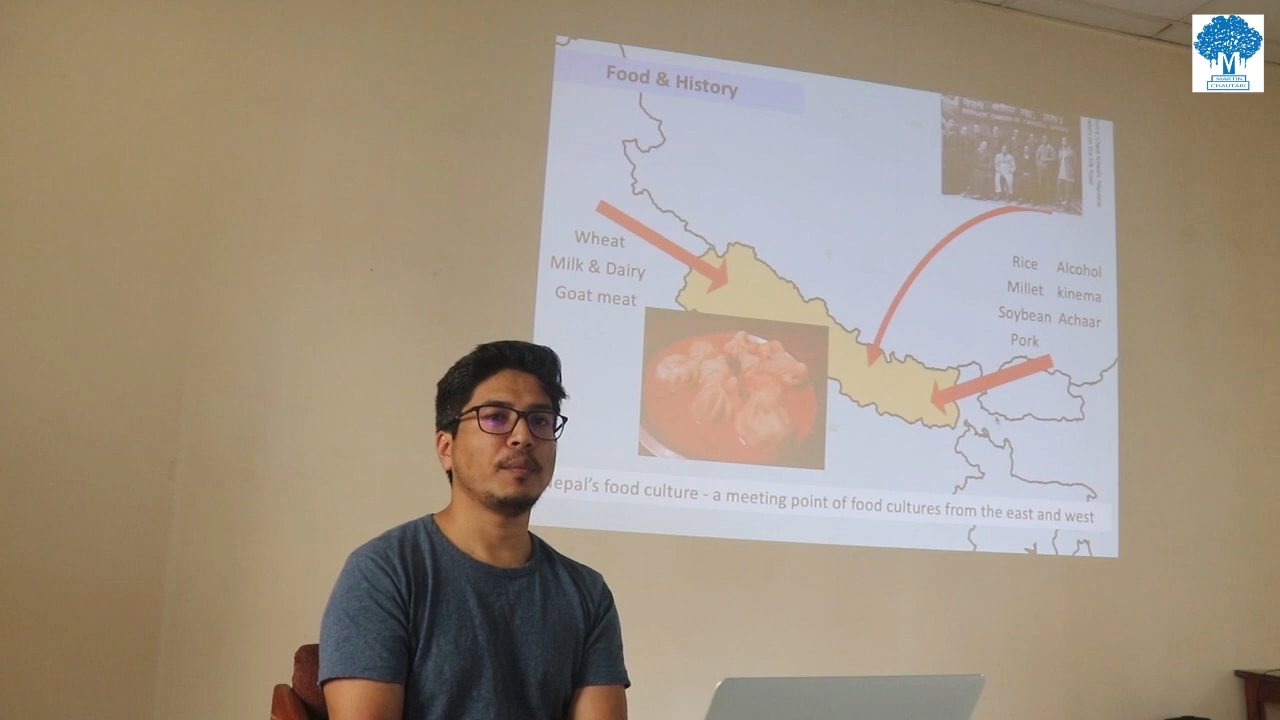 M
MARTIN
CHAUTARI
Food & History
Wheat
Milk & Dairy
Goat meat
Rice Alcohol
Millet kinema
Soybean Achaar
Pork
epal's food culture - a meeting point of food cultures from the east and west